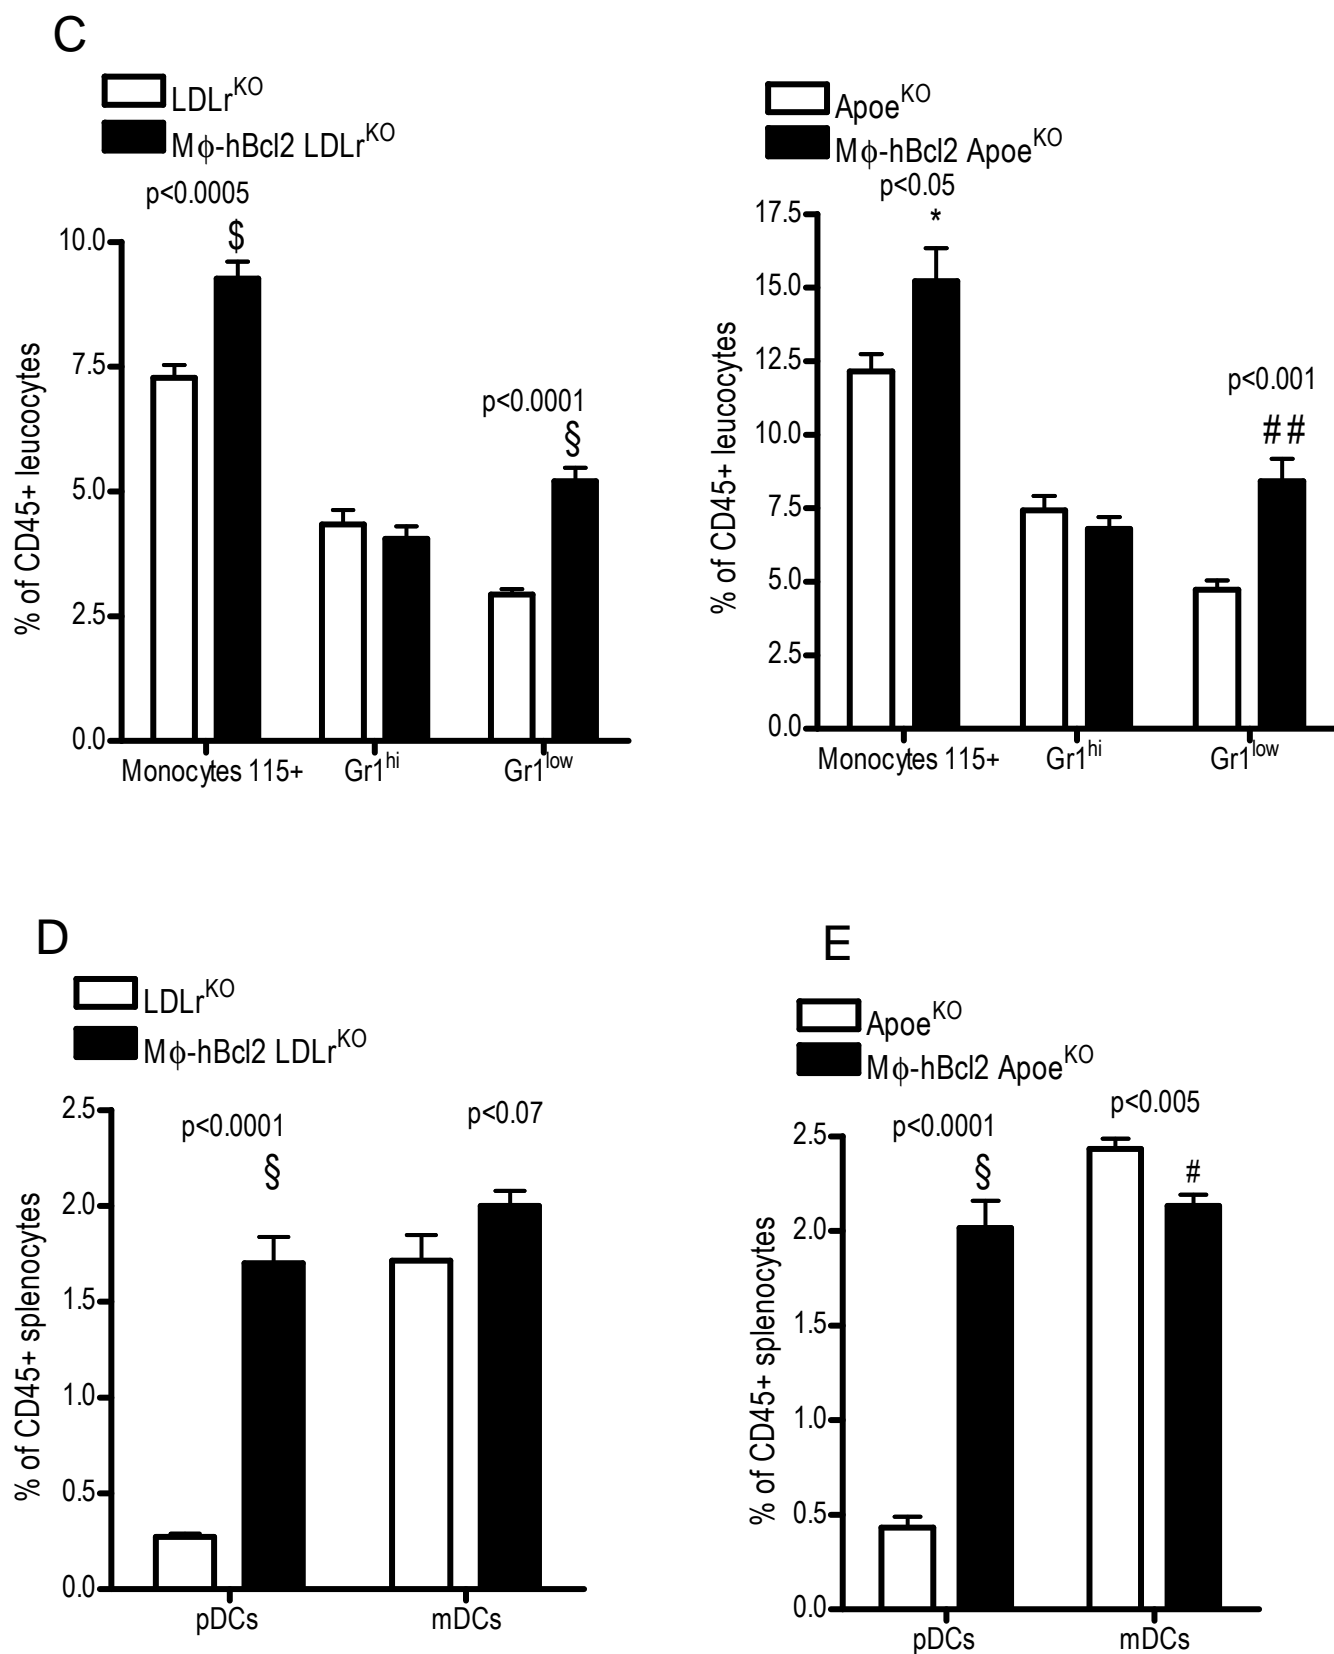 C
LDLr^KO
Mϕ-hBcl2 LDLr^KO
p<0.0005
$
10.0
7.5
5.0
2.5
0.0
% of CD45+ leucocytes
p<0.0001
§
Monocytes 115+ Gr1^hi Gr1^low
Apoe^KO
Mϕ-hBcl2 Apoe^KO
p<0.05
*
17.5
15.0
12.5
10.0
7.5
5.0
2.5
0.0
% of CD45+ leucocytes
p<0.001
##
Monocytes 115+ Gr1^hi Gr1^low
D
LDLr^KO
Mϕ-hBcl2 LDLr^KO
2.5
2.0
1.5
1.0
0.5
0.0
% of CD45+ splenocytes
p<0.0001
§
p<0.07
pDCs mDCs
E
Apoe^KO
Mϕ-hBcl2 Apoe^KO
p<0.005
p<0.0001
§
#
2.5
2.0
1.5
1.0
0.5
0.0
% of CD45+ splenocytes
pDCs mDCs